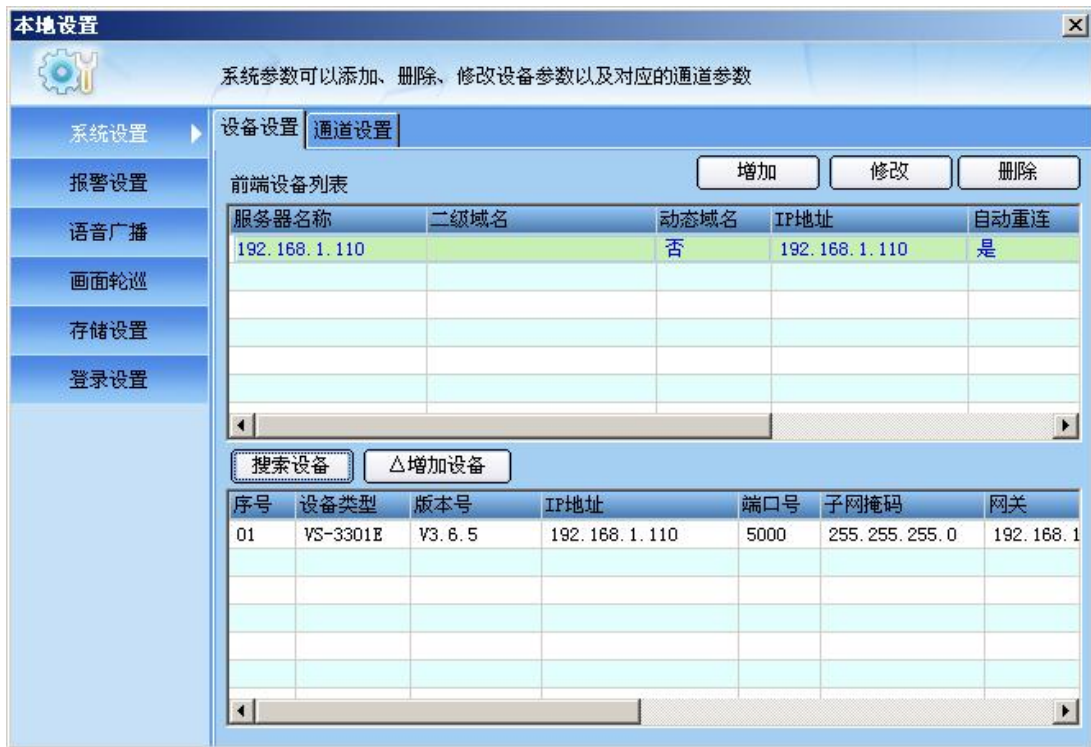 本地设置
系统参数可以添加、删除、修改设备参数以及对应的通道参数
系统设置
报警设置
语音广播
画面轮巡
存储设置
登录设置
设备设置 通道设置
前端设备列表 增加 修改 删除
服务器名称 二级域名 动态域名 IP地址 自动重连
192.168.1.110 否 192.168.1.110 是
搜索设备 △增加设备
序号 设备类型 版本号 IP地址 端口号 子网掩码 网关
01 VS-3301E V3.6.5 192.168.1.110 5000 255.255.255.0 192.168.1